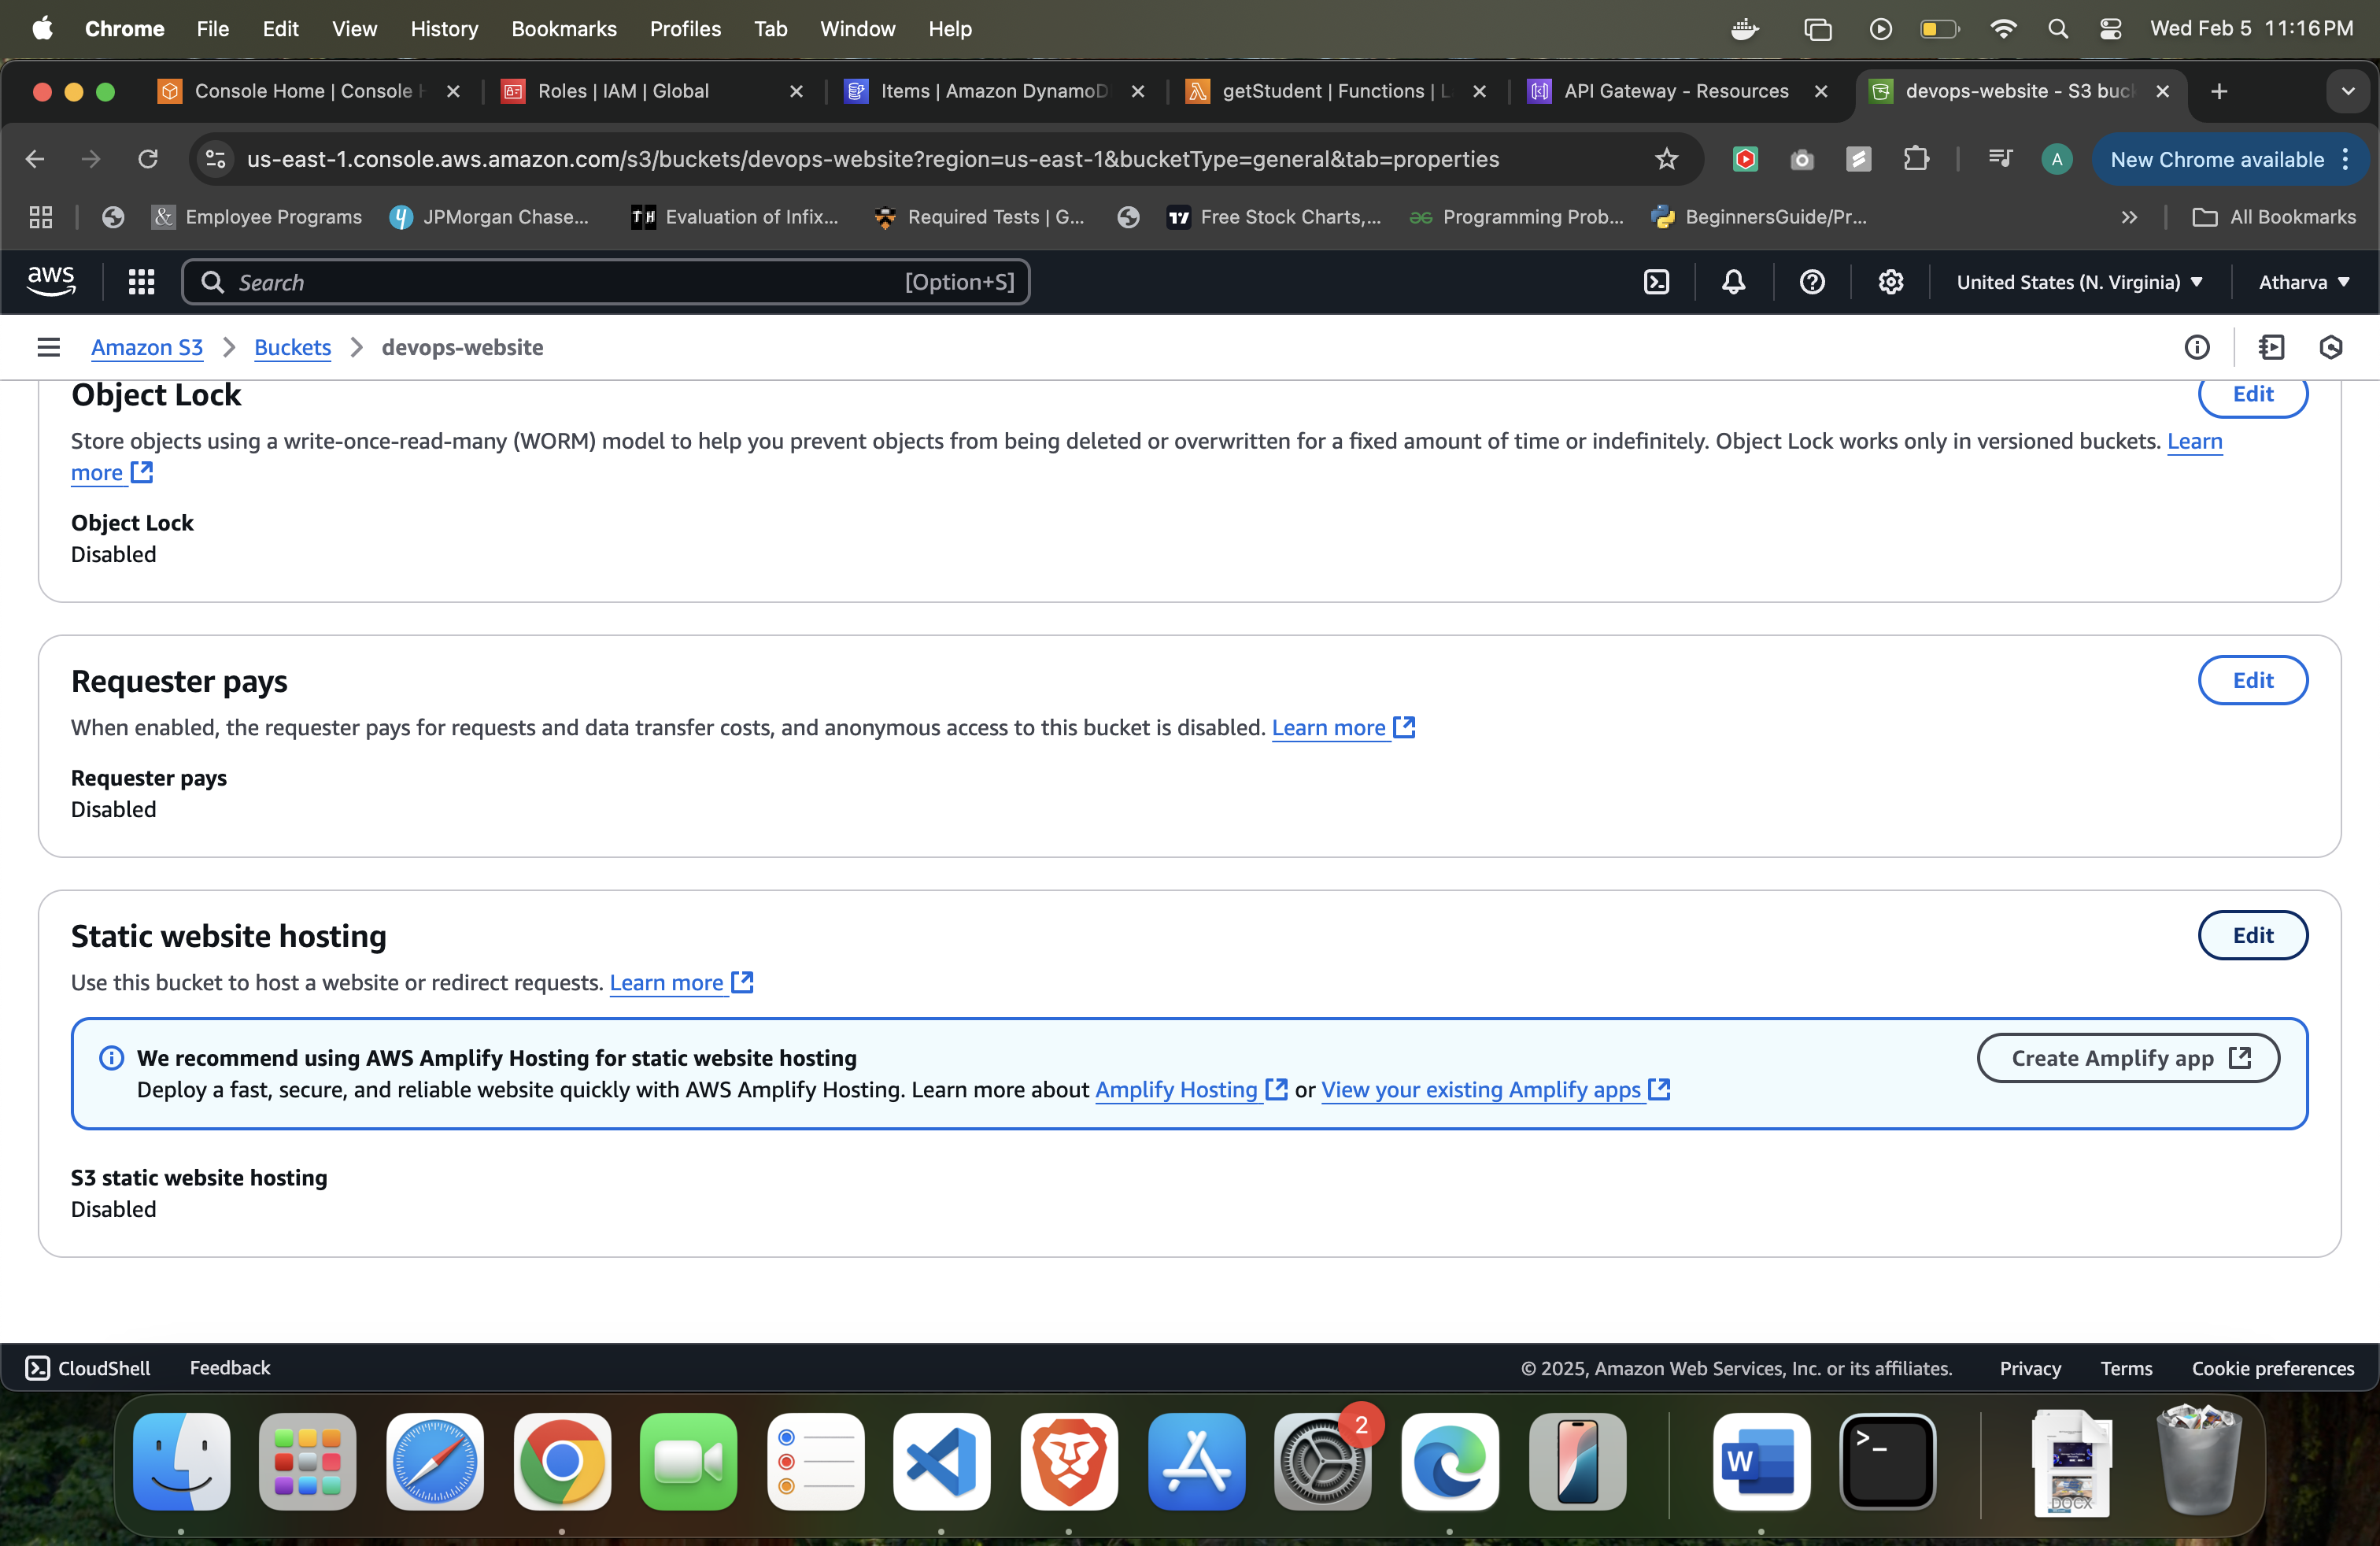 Chrome File Edit View History Bookmarks Profiles Tab Window Help Wed Feb 5 11:16 PM
Console Home | Console H Roles | IAM | Global Items | Amazon DynamoD getStudent | Functions | L API Gateway - Resources devops-website - S3 buc
us-east-1.console.aws.amazon.com/s3/buckets/devops-website?region=us-east-1&bucketType=general&tab=properties A New Chrome available
& Employee Programs JPMorgan Chase... TH Evaluation of Infix... Required Tests | G... Free Stock Charts,... Programming Prob... BeginnersGuide/Pr... » All Bookmarks
aws Search [Option+S] United States (N. Virginia) Atharva
Amazon S3 Buckets devops-website
Object Lock Edit
Store objects using a write-once-read-many (WORM) model to help you prevent objects from being deleted or overwritten for a fixed amount of time or indefinitely. Object Lock works only in versioned buckets. Learn
more
Object Lock
Disabled
Requester pays Edit
When enabled, the requester pays for requests and data transfer costs, and anonymous access to this bucket is disabled. Learn more
Requester pays
Disabled
Static website hosting Edit
Use this bucket to host a website or redirect requests. Learn more
We recommend using AWS Amplify Hosting for static website hosting Create Amplify app
Deploy a fast, secure, and reliable website quickly with AWS Amplify Hosting. Learn more about Amplify Hosting or View your existing Amplify apps
S3 static website hosting
Disabled
CloudShell Feedback © 2025, Amazon Web Services, Inc. or its affiliates. Privacy Terms Cookie preferences
2
W >_ DOCX